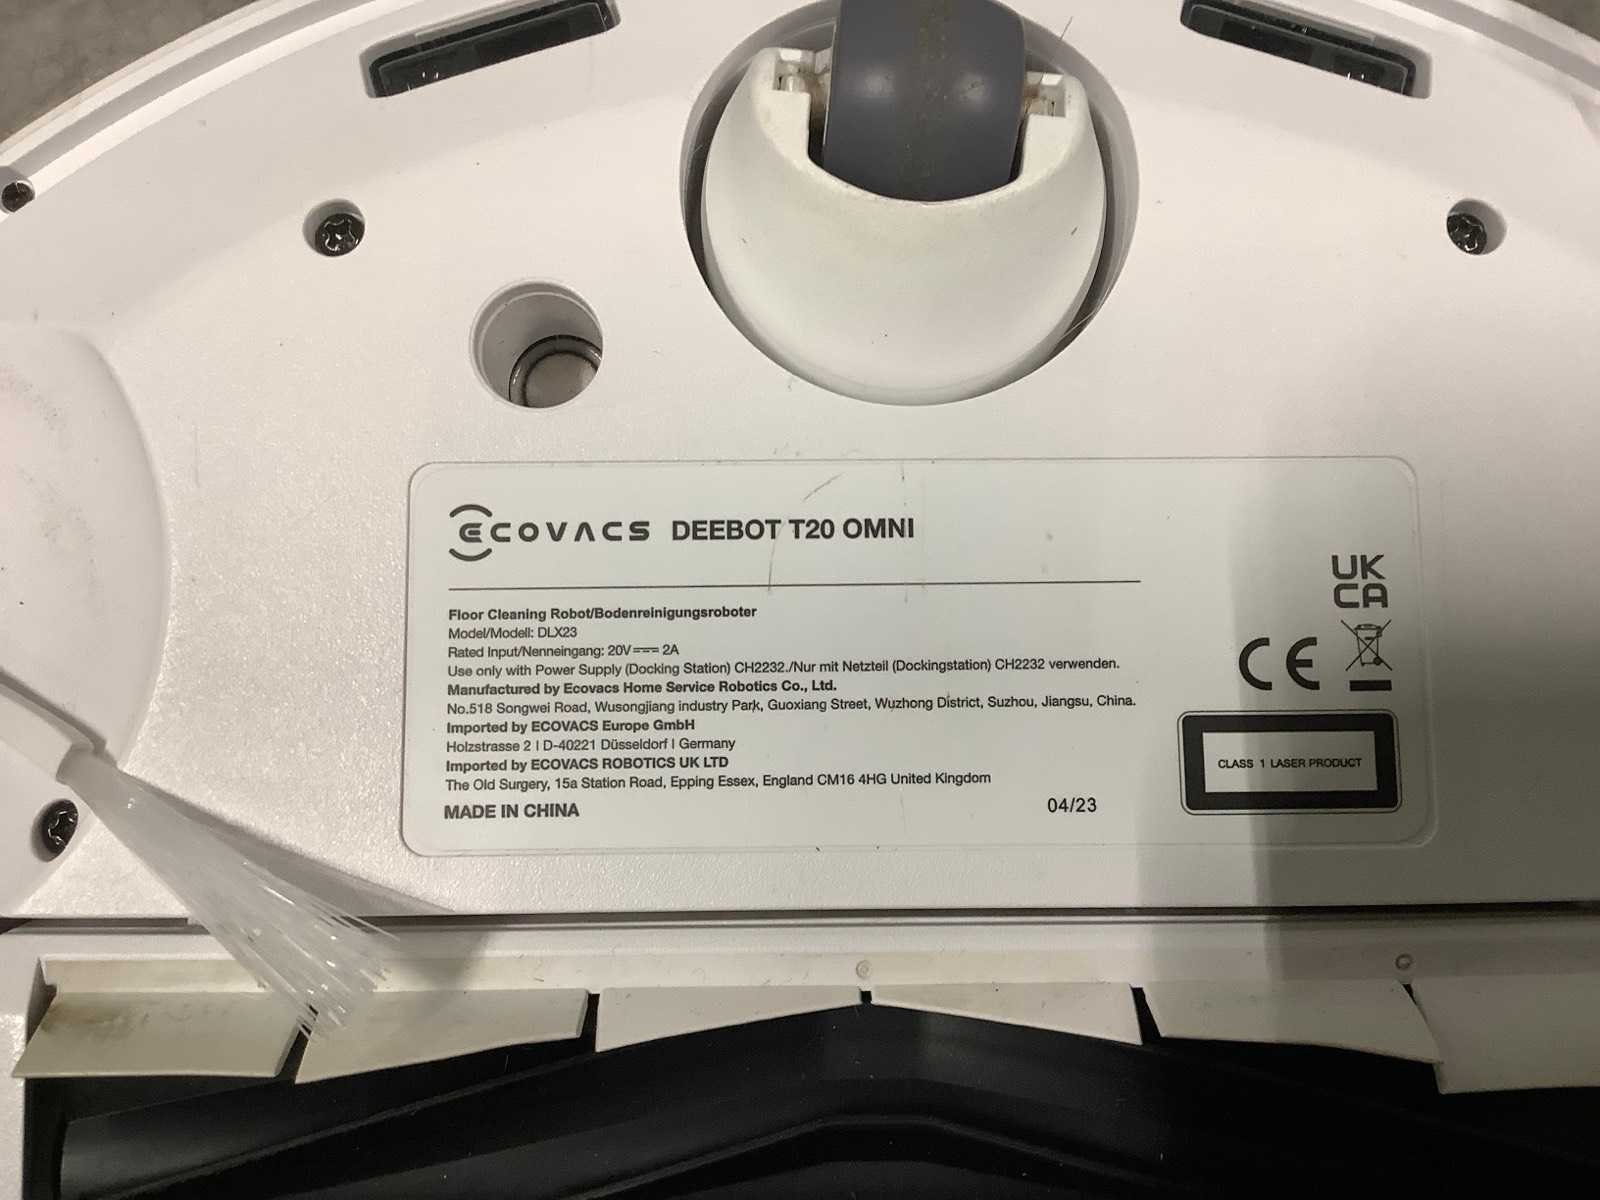 ECOVACS DEEBOT T20 OMNI
Floor Cleaning Robot/Bodenreinigungsroboter
Model/Modell: DLX23
Rated Input/Nenneingang: 20V⎓2A
Use only with Power Supply (Docking Station) CH2232./Nur mit Netzteil (Dockingstation) CH2232 verwenden.
Manufactured by Ecovacs Home Service Robotics Co., Ltd.
No.518 Songwei Road, Wusongjiang industry Park, Guoxiang Street, Wuzhong District, Suzhou, Jiangsu, China.
Imported by ECOVACS Europe GmbH
Holzstrasse 2 I D-40221 Düsseldorf I Germany
Imported by ECOVACS ROBOTICS UK LTD
The Old Surgery, 15a Station Road, Epping Essex, England CM16 4HG United Kingdom
MADE IN CHINA
04/23
UK
CA
CE
CLASS 1 LASER PRODUCT